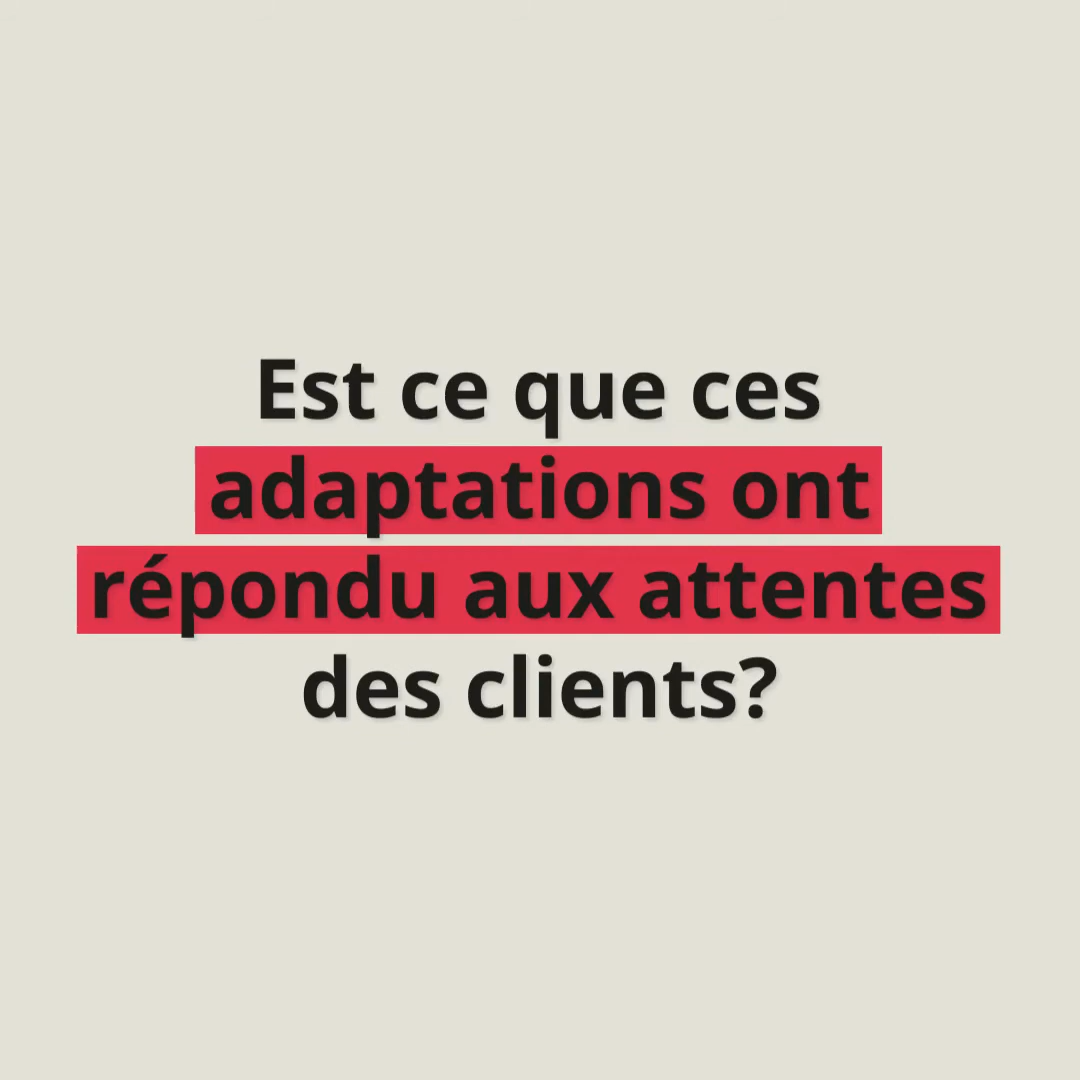 Est ce que ces
adaptations ont
répondu aux attentes
des clients?